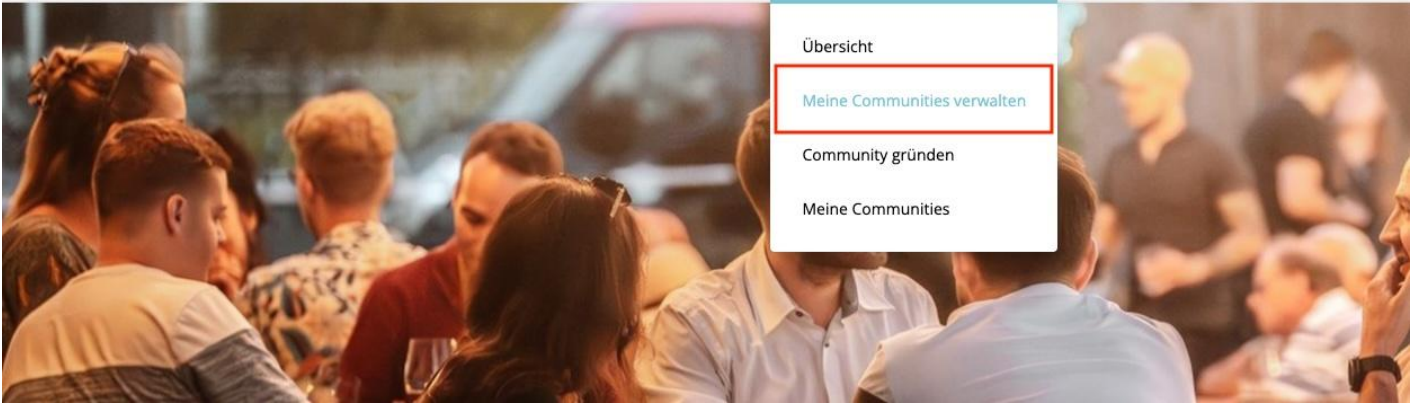 Übersicht
Meine Communities verwalten
Community gründen
Meine Communities